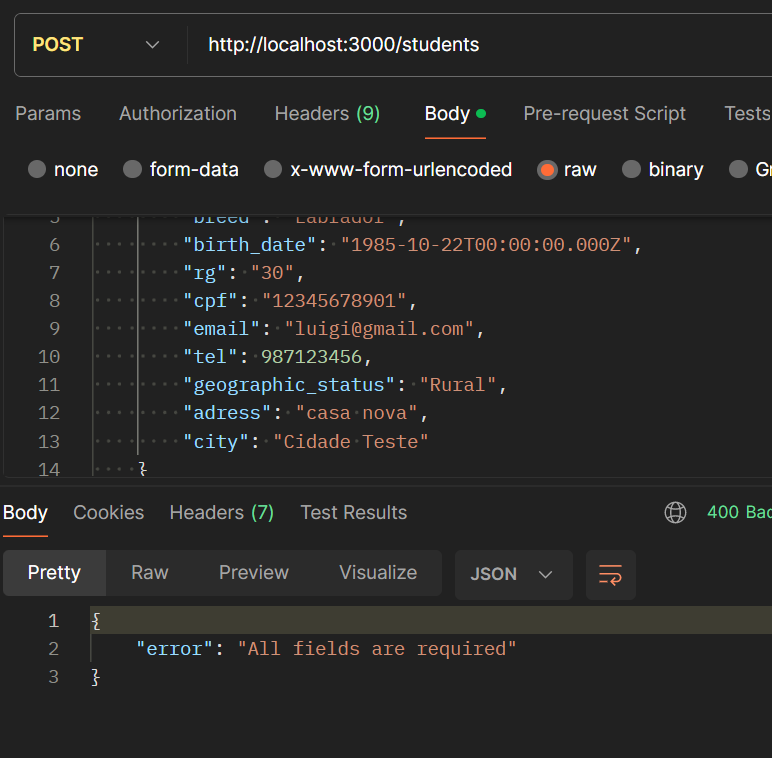 POST http://localhost:3000/students
Params Authorization Headers (9) Body Pre-request Script Tests
none form-data x-www-form-urlencoded raw binary
5 "breed": "Labrador",
6 "birth_date": "1985-10-22T00:00:00.000Z",
7 "rg": "30",
8 "cpf": "12345678901",
9 "email": "luigi@gmail.com",
10 "tel": 987123456,
11 "geographic_status": "Rural",
12 "adress": "casa nova",
13 "city": "Cidade Teste"
14 }
Body Cookies Headers (7) Test Results 400 Bad
Pretty Raw Preview Visualize JSON
1 {
2 "error": "All fields are required"
3 }